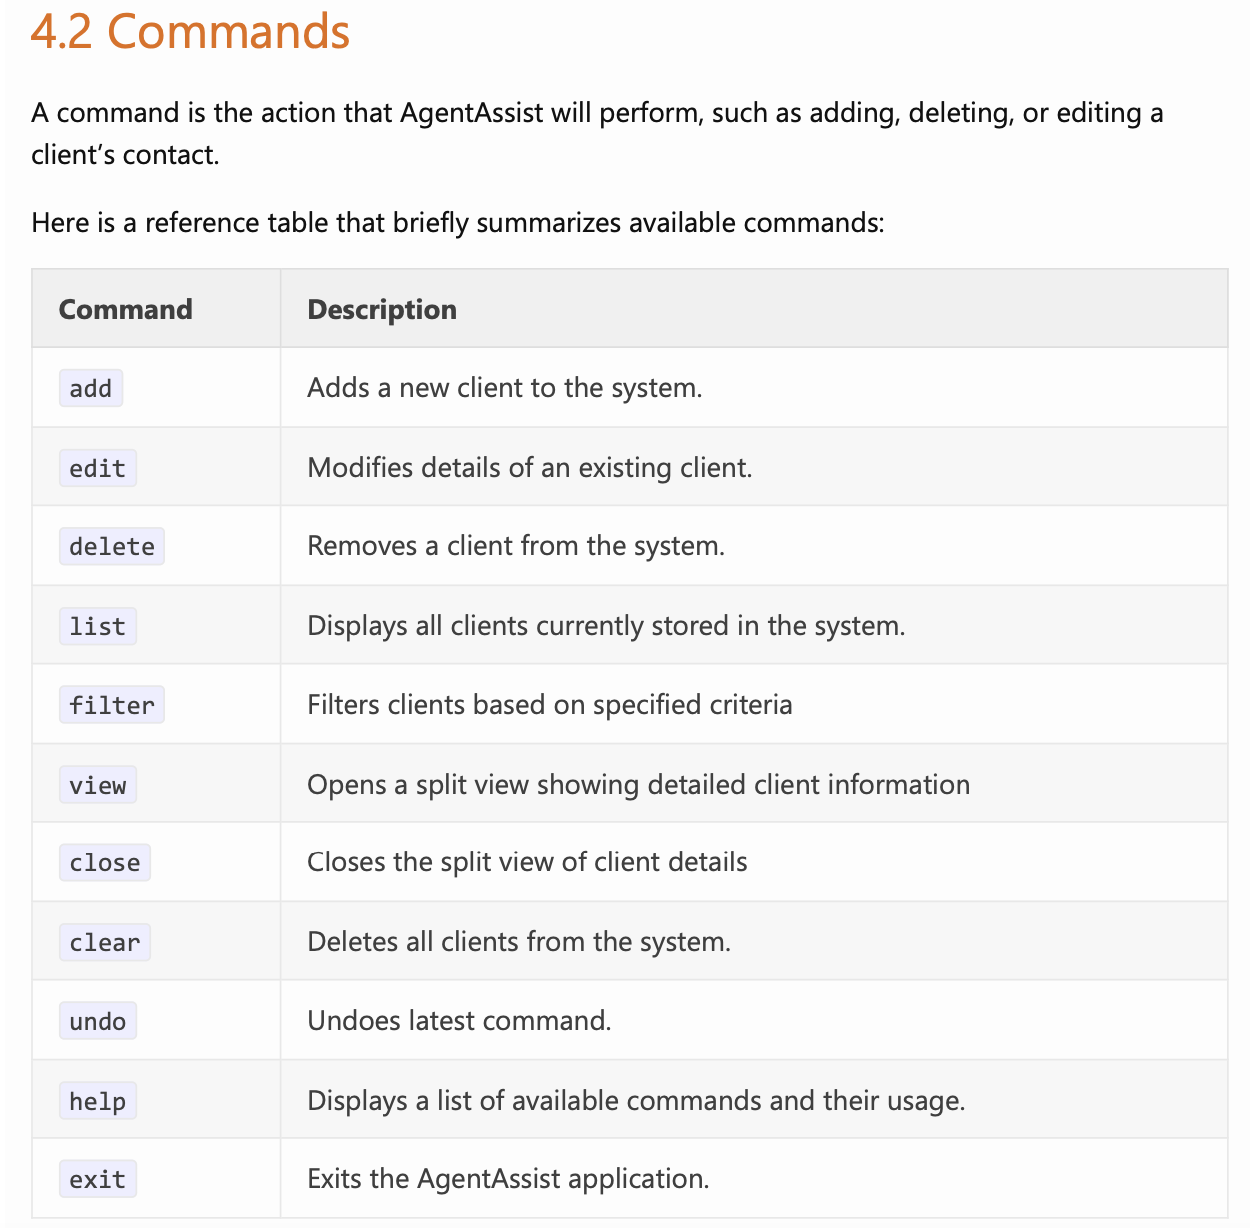 4.2 Commands
A command is the action that AgentAssist will perform, such as adding, deleting, or editing a
client’s contact.
Here is a reference table that briefly summarizes available commands:
Command Description
add Adds a new client to the system.
edit Modifies details of an existing client.
delete Removes a client from the system.
list Displays all clients currently stored in the system.
filter Filters clients based on specified criteria
view Opens a split view showing detailed client information
close Closes the split view of client details
clear Deletes all clients from the system.
undo Undoes latest command.
help Displays a list of available commands and their usage.
exit Exits the AgentAssist application.